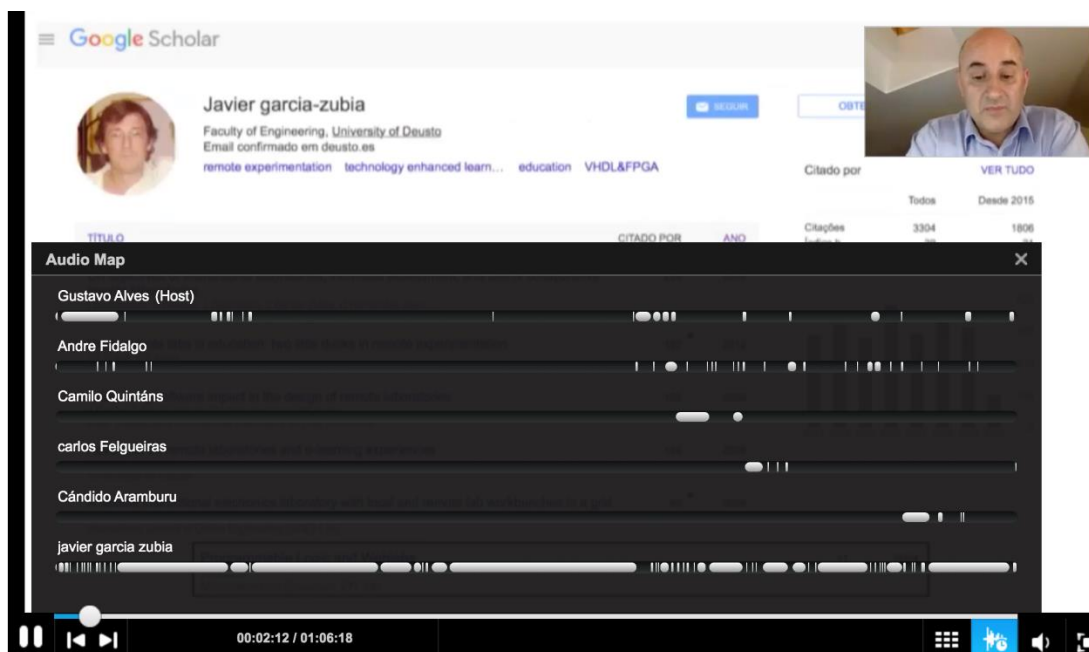 Google Scholar
Javier garcia-zubia
SEGUIR
OBTE
Faculty of Engineering, University of Deusto
Email confirmado em deusto.es
remote experimentation technology enhanced learn... education VHDL&FPGA
Citado por VER TUDO
Todos Desde 2015
Citações 3304 1806
TÍTULO CITADO POR ANO
Audio Map
Gustavo Alves (Host)
Andre Fidalgo
Camilo Quintáns
carlos Felgueiras
Cándido Aramburu
javier garcia zubia
00:02:12 / 01:06:18